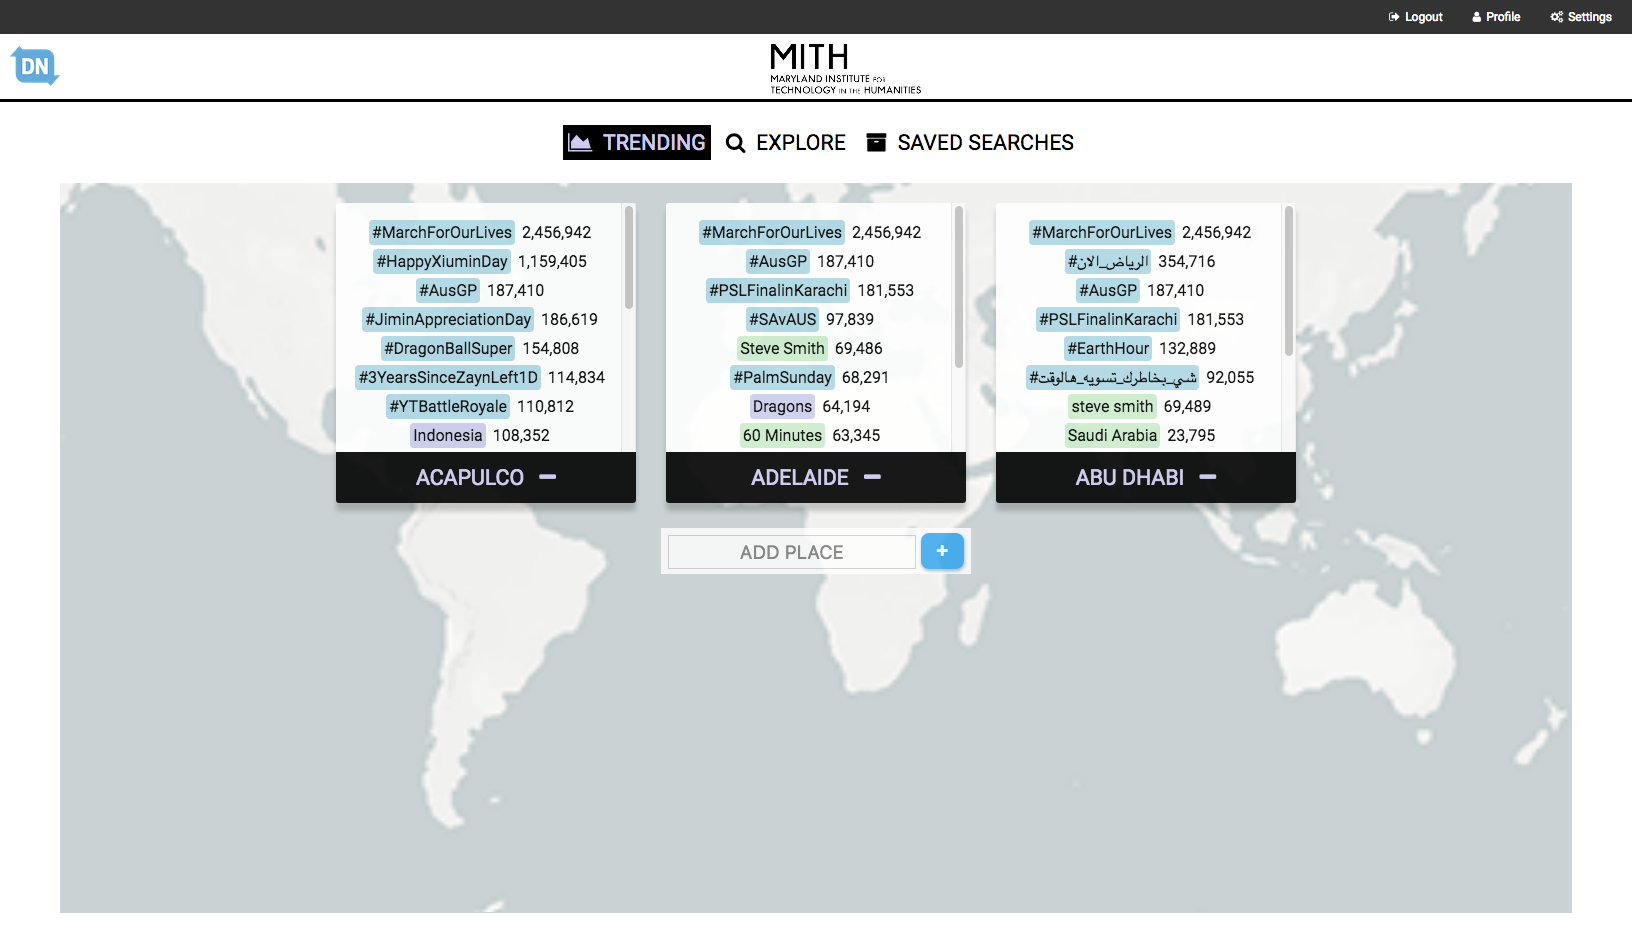 Logout Profile Settings
DN
MITH
MARYLAND INSTITUTE FOR
TECHNOLOGY IN THE HUMANITIES
TRENDING EXPLORE SAVED SEARCHES
#MarchForOurLives 2,456,942
#HappyXiuminDay 1,159,405
#AusGP 187,410
#JiminAppreciationDay 186,619
#DragonBallSuper 154,808
#3YearsSinceZaynLeft1D 114,834
#YTBattleRoyale 110,812
Indonesia 108,352
ACAPULCO
#MarchForOurLives 2,456,942
#AusGP 187,410
#PSLFinalinKarachi 181,553
#SAvAUS 97,839
Steve Smith 69,486
#PalmSunday 68,291
Dragons 64,194
60 Minutes 63,345
ADELAIDE
#MarchForOurLives 2,456,942
#الرياض_الان 354,716
#AusGP 187,410
#PSLFinalinKarachi 181,553
#EarthHour 132,889
#شي_بخاطرك_تسويه_هالوقت 92,055
steve smith 69,489
Saudi Arabia 23,795
ABU DHABI
ADD PLACE +